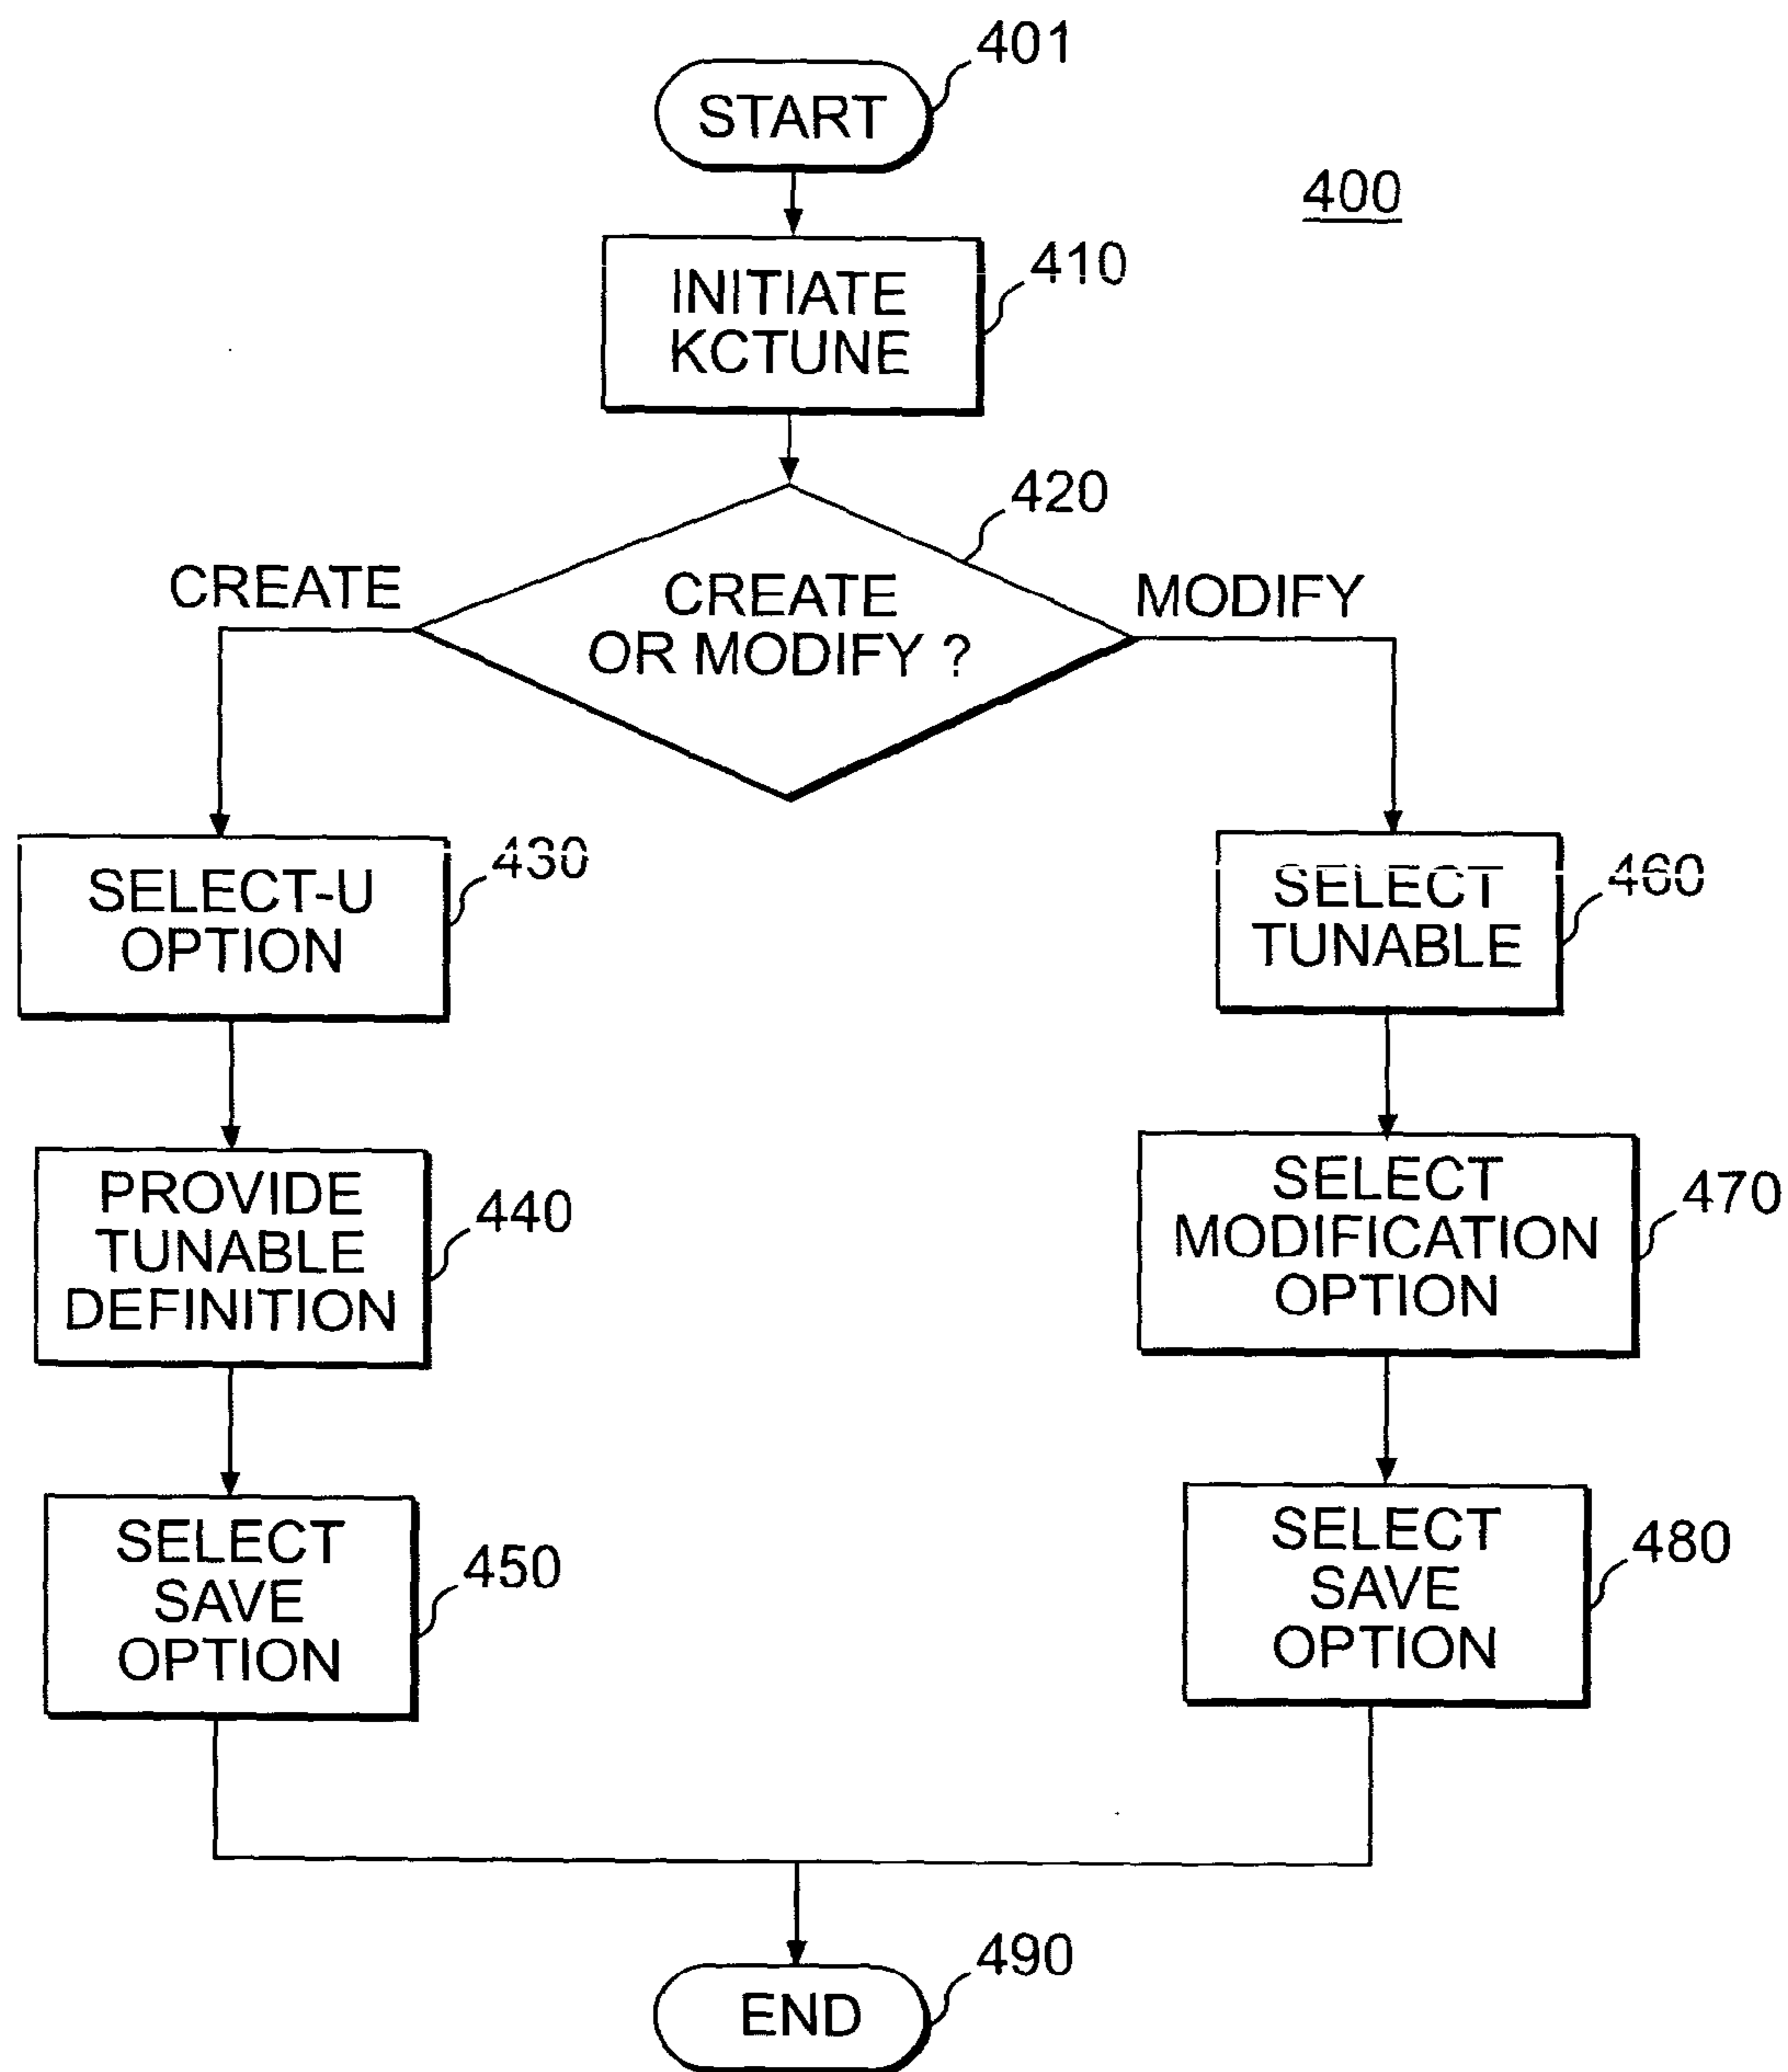 401
START
400
INITIATE
KCTUNE
410
420
CREATE
CREATE
OR MODIFY ?
MODIFY
SELECT-U
OPTION
430
SELECT
TUNABLE
460
PROVIDE
TUNABLE
DEFINITION
440
SELECT
MODIFICATION
OPTION
470
SELECT
SAVE
OPTION
450
SELECT
SAVE
OPTION
480
END
490